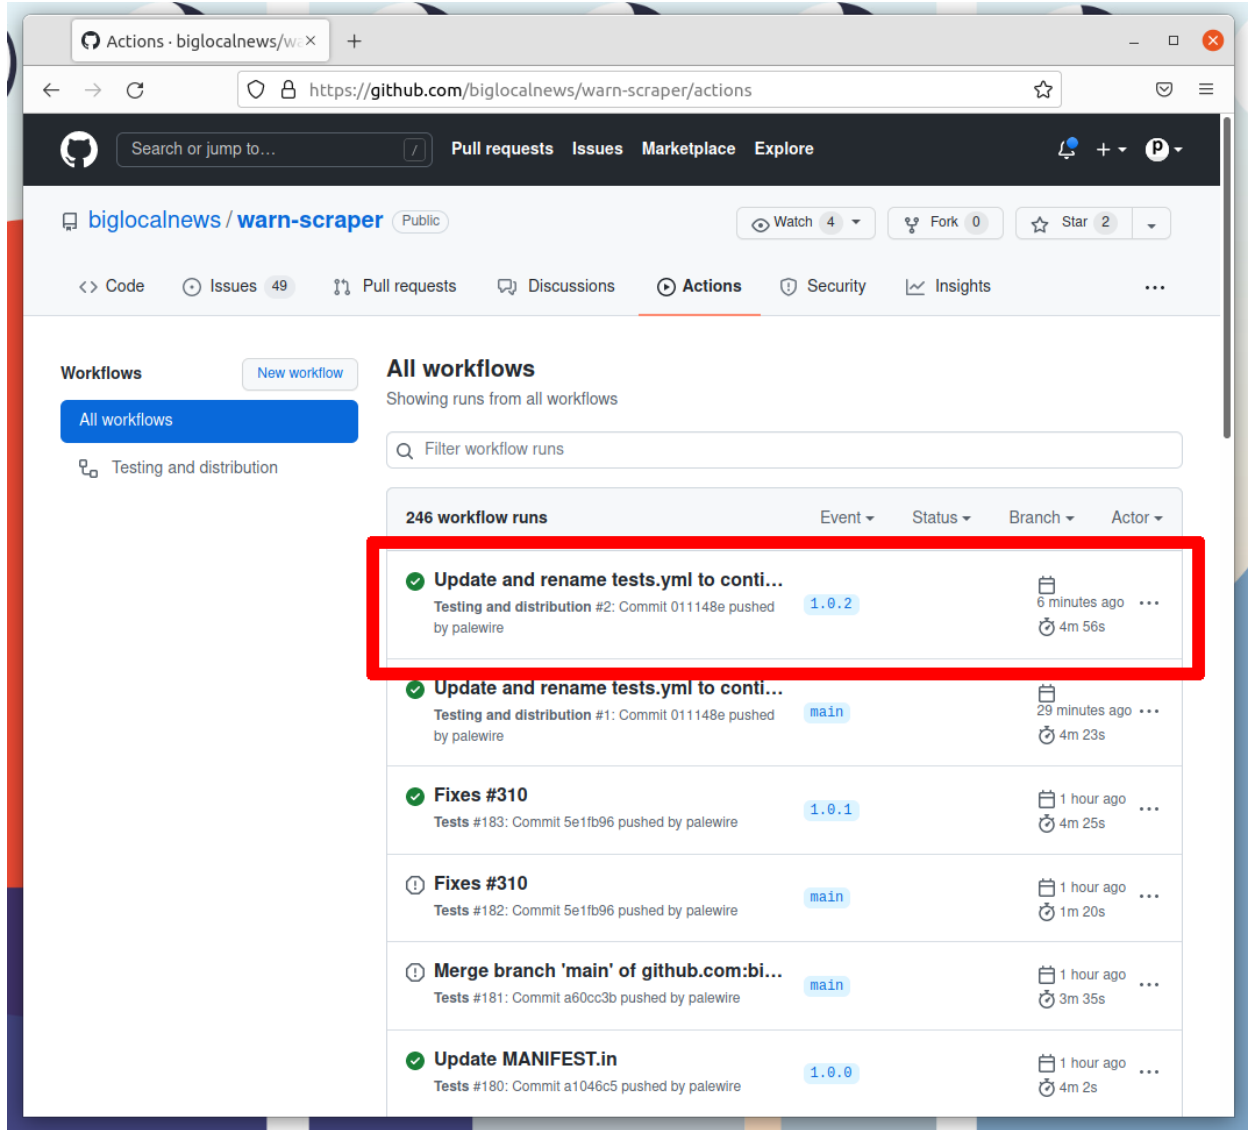 Actions · biglocalnews/wa
https://github.com/biglocalnews/warn-scraper/actions
Search or jump to... / Pull requests Issues Marketplace Explore
biglocalnews / warn-scraper Public
Watch 4 Fork 0 Star 2
Code Issues 49 Pull requests Discussions Actions Security Insights
Workflows New workflow
All workflows
Testing and distribution
All workflows
Showing runs from all workflows
Filter workflow runs
246 workflow runs Event Status Branch Actor
Update and rename tests.yml to conti...
Testing and distribution #2: Commit 011148e pushed
by palewire
1.0.2
6 minutes ago
4m 56s
Update and rename tests.yml to conti...
Testing and distribution #1: Commit 011148e pushed
by palewire
main
29 minutes ago
4m 23s
Fixes #310
Tests #183: Commit 5e1fb96 pushed by palewire
1.0.1
1 hour ago
4m 25s
Fixes #310
Tests #182: Commit 5e1fb96 pushed by palewire
main
1 hour ago
1m 20s
Merge branch 'main' of github.com:bi...
Tests #181: Commit a60cc3b pushed by palewire
main
1 hour ago
3m 35s
Update MANIFEST.in
Tests #180: Commit a1046c5 pushed by palewire
1.0.0
1 hour ago
4m 2s